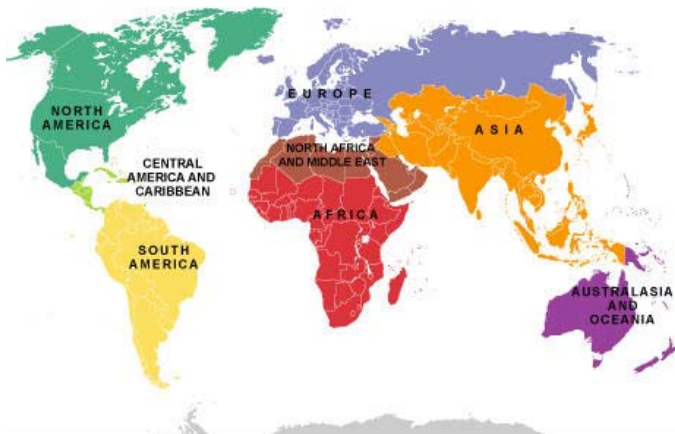 NORTH
AMERICA
EUROPE
ASIA
NORTH AFRICA
AND MIDDLE EAST
CENTRAL
AMERICA AND
CARIBBEAN
AFRICA
SOUTH
AMERICA
AUSTRALASIA
AND
OCEANIA